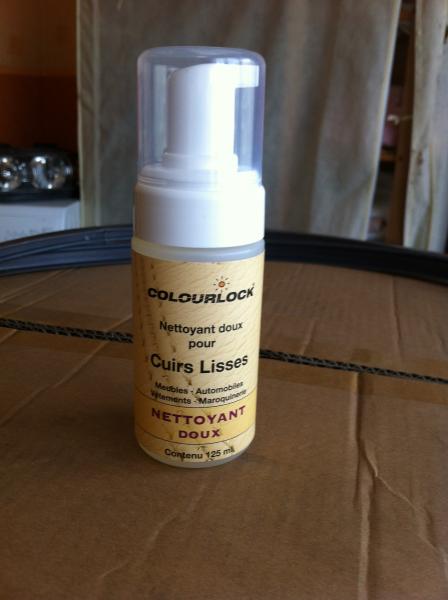 COLOURLOCK
Nettoyant doux
pour
Cuirs Lisses
Meubles - Automobiles
Vêtements - Maroquinerie
NETTOYANT
DOUX
Contenu 125 ml